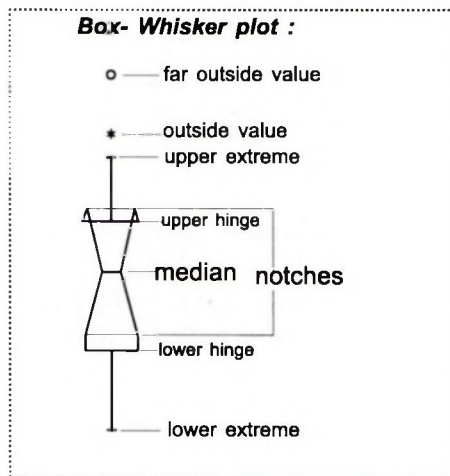 Box- Whisker plot :
far outside value
outside value
upper extreme
upper hinge
median
notches
lower hinge
lower extreme